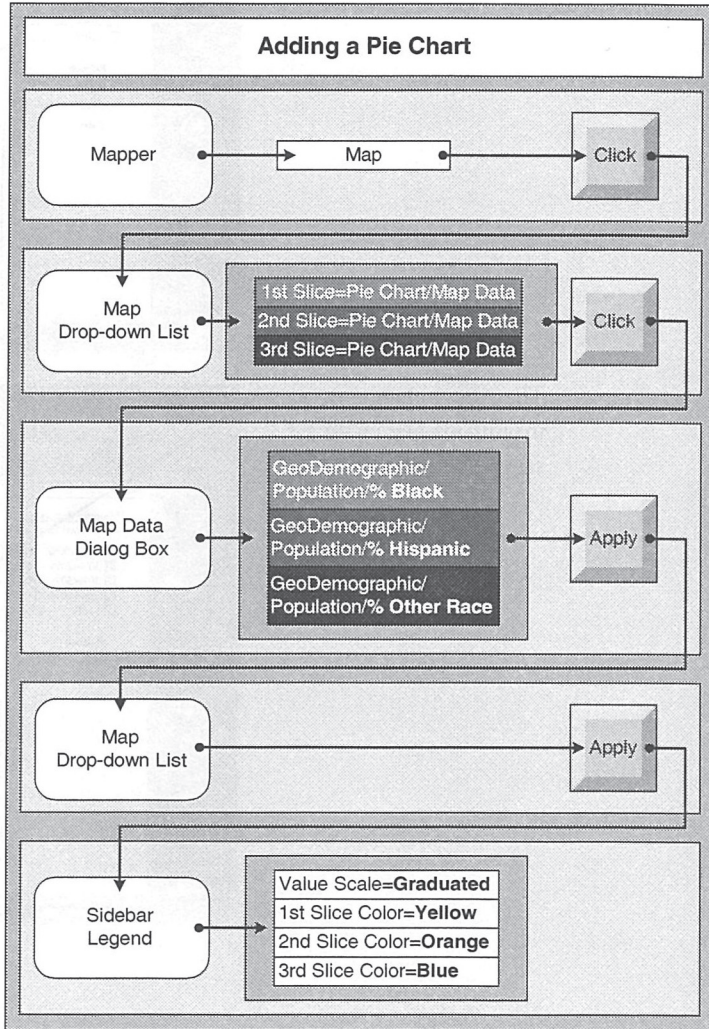 Adding a Pie Chart
Mapper
Map
Click
Map
Drop-down List
1st Slice=Pie Chart/Map Data
2nd Slice=Pie Chart/Map Data
3rd Slice=Pie Chart/Map Data
Click
Map Data
Dialog Box
GeoDemographic/
Population/% Black
GeoDemographic/
Population/% Hispanic
GeoDemographic/
Population/% Other Race
Apply
Map
Drop-down List
Apply
Sidebar
Legend
Value Scale=Graduated
1st Slice Color=Yellow
2nd Slice Color=Orange
3rd Slice Color=Blue